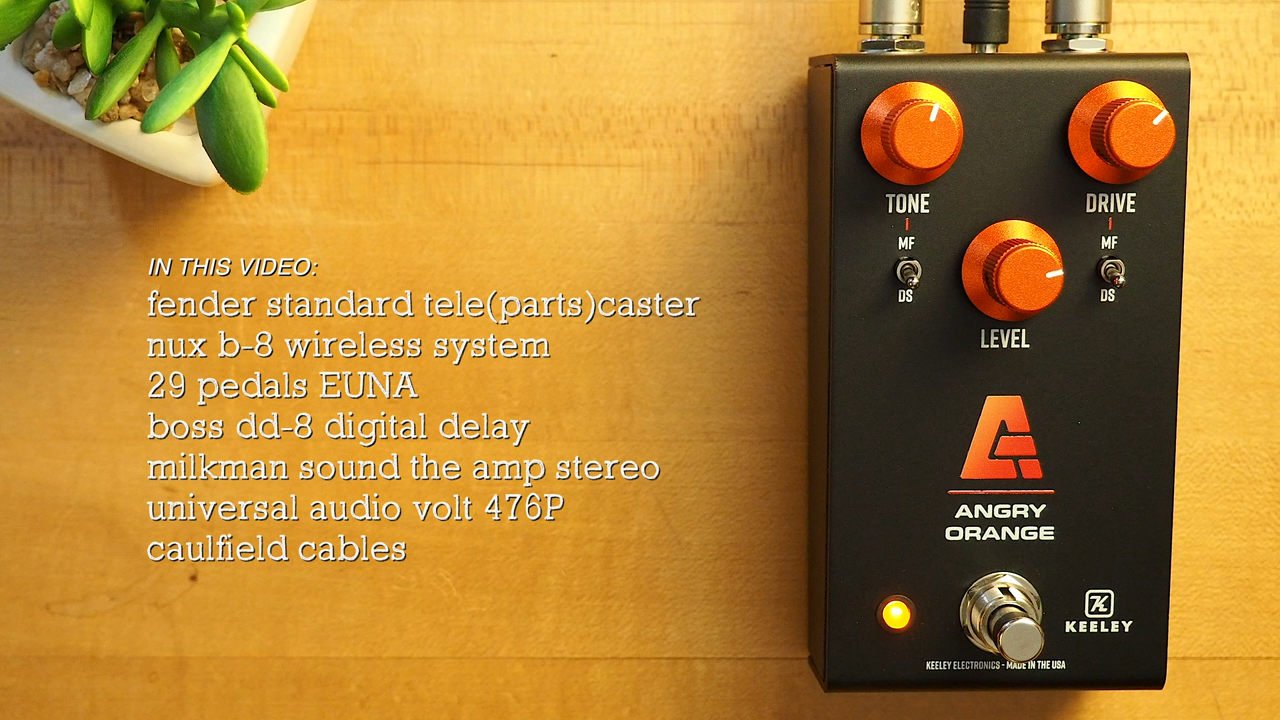 IN THIS VIDEO:
fender standard tele(parts)caster
nux b-8 wireless system
29 pedals EUNA
boss dd-8 digital delay
milkman sound the amp stereo
universal audio volt 476P
caulfield cables
TONE
DRIVE
MF
MF
DS
DS
LEVEL
ANGRY
ORANGE
KEELEY
KEELEY ELECTRONICS - MADE IN THE USA